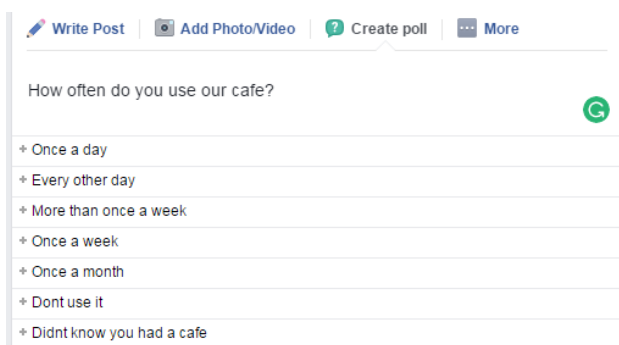 Write Post Add Photo/Video Create poll More
How often do you use our cafe?
+ Once a day
+ Every other day
+ More than once a week
+ Once a week
+ Once a month
+ Dont use it
+ Didnt know you had a cafe